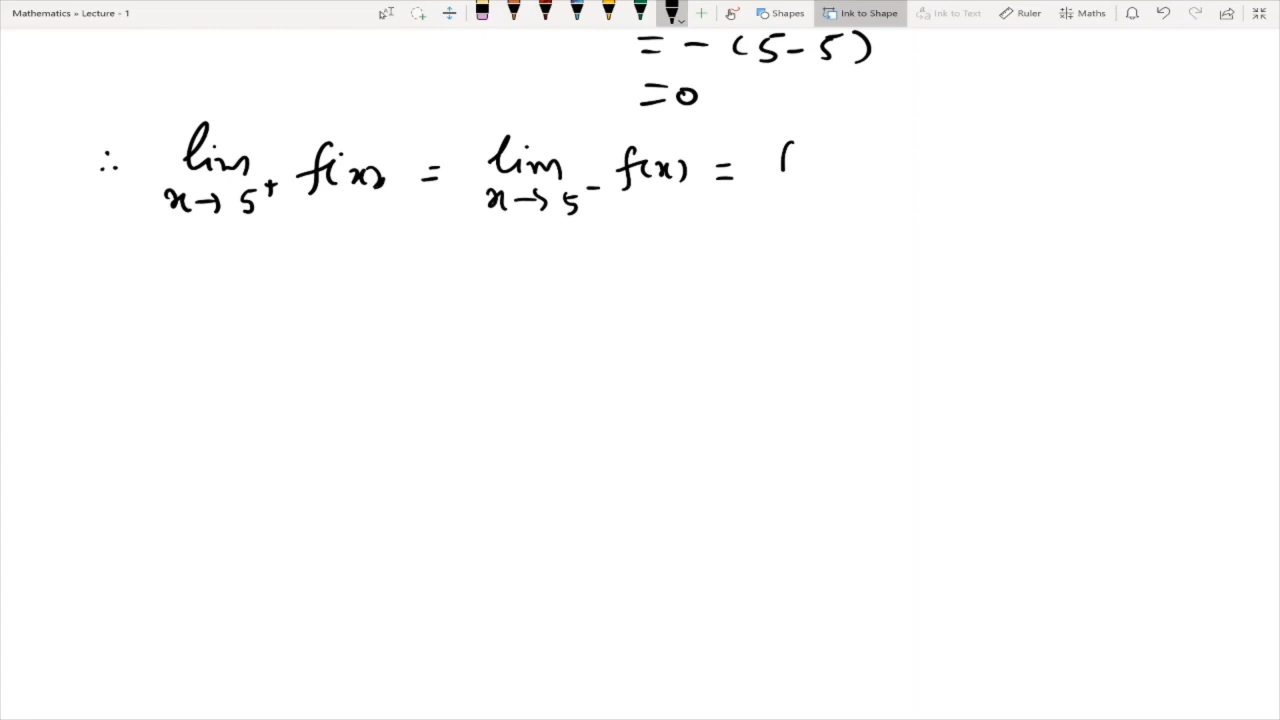 Mathematics » Lecture - 1 Shapes Ink to Shape Ink to Text Ruler Maths
= - (5-5)
= 0
∴ lim x→5⁺ f(x) = lim x→5⁻ f(x) = (